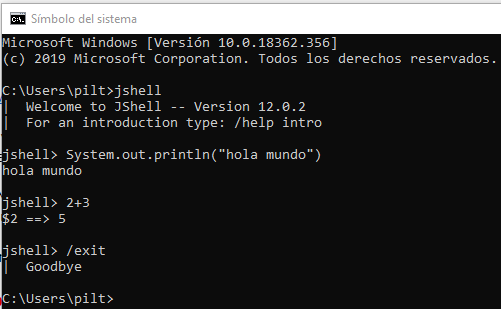 Símbolo del sistema
Microsoft Windows [Versión 10.0.18362.356]
(c) 2019 Microsoft Corporation. Todos los derechos reservados.
C:\Users\pilt>jshell
|  Welcome to JShell -- Version 12.0.2
|  For an introduction type: /help intro
jshell> System.out.println("hola mundo")
hola mundo
jshell> 2+3
$2 ==> 5
jshell> /exit
|  Goodbye
C:\Users\pilt>